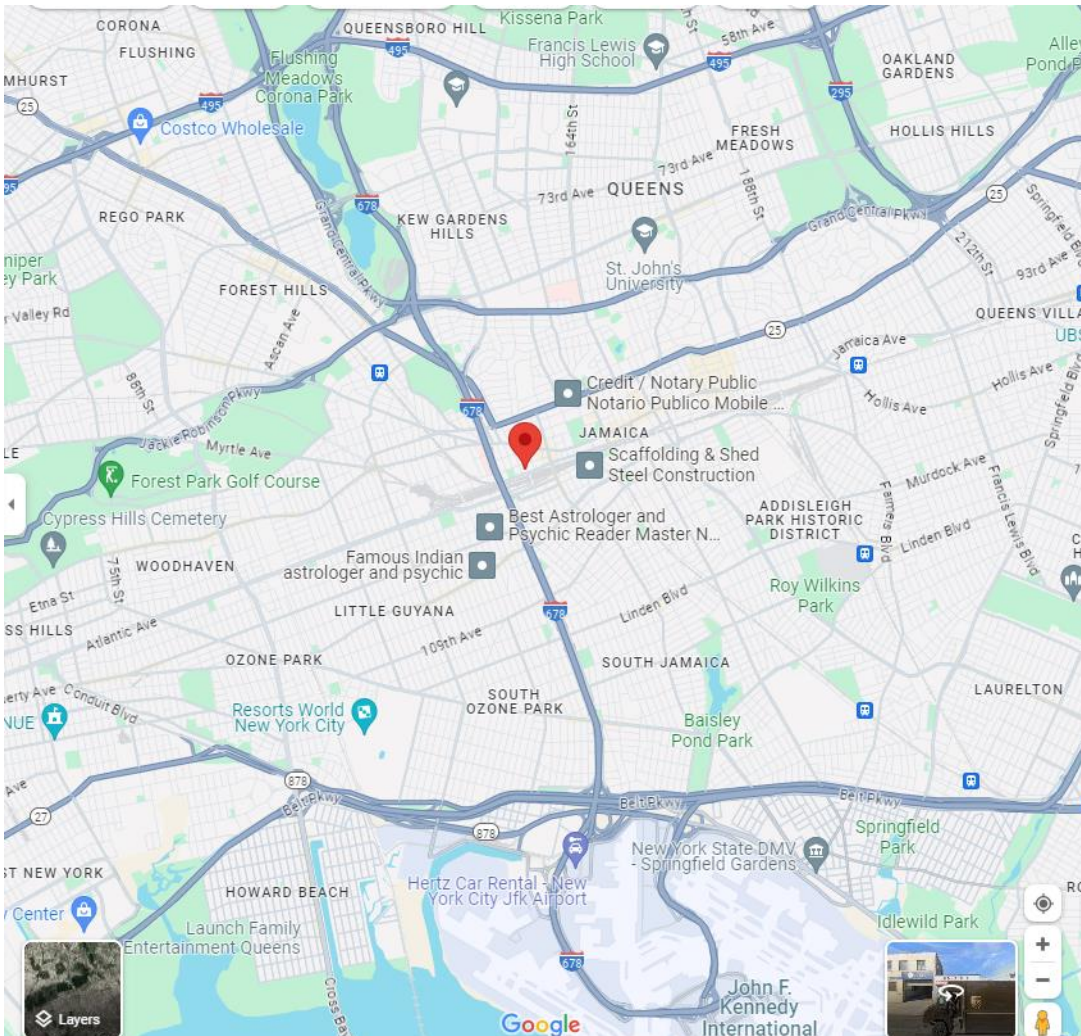 CORONA
QUEENSBORO HILL
Kissena Park
58th Ave
FLUSHING
495
Francis Lewis
High School
495
OAKLAND
GARDENS
Flushing
Meadows
Corona Park
25
495
295
Costco Wholesale
164th St
FRESH
MEADOWS
HOLLIS HILLS
73rd Ave
188th St
73rd Ave
QUEENS
25
REGO PARK
678
KEW GARDENS
HILLS
Grand Central Pkwy
Grand Central Pkwy
Springfield
212th St
St. John's
University
93rd Ave
FOREST HILLS
Ascan Ave
25
QUEENS VILLA
Jamaica Ave
88th St
Hollis Ave
Springfield Blvd
Jackie Robinson Pkwy
678
Credit / Notary Public
Notario Publico Mobile ...
Hollis Ave
Myrtle Ave
JAMAICA
Scaffolding & Shed
Steel Construction
Murdock Ave
Forest Park Golf Course
Farmers Blvd
Francis Lewis Blvd
Cypress Hills Cemetery
Best Astrologer and
Psychic Reader Master N...
ADDISLEIGH
PARK HISTORIC
DISTRICT
Linden Blvd
75th St
WOODHAVEN
Famous Indian
astrologer and psychic
Roy Wilkins
Park
Etna St
LITTLE GUYANA
678
Linden Blvd
Atlantic Ave
109th Ave
OZONE PARK
SOUTH JAMAICA
Conduit Blvd
SOUTH
OZONE PARK
LAURELTON
Resorts World
New York City
Baisley
Pond Park
878
Belt Pkwy
Belt Pkwy
Belt Pkwy
27
878
Springfield
Park
New York State DMV
- Springfield Gardens
HOWARD BEACH
Hertz Car Rental - New
York City Jfk Airport
Launch Family
Entertainment Queens
Idlewild Park
678
Cross Ba
John F.
Kennedy
International
Layers
Google